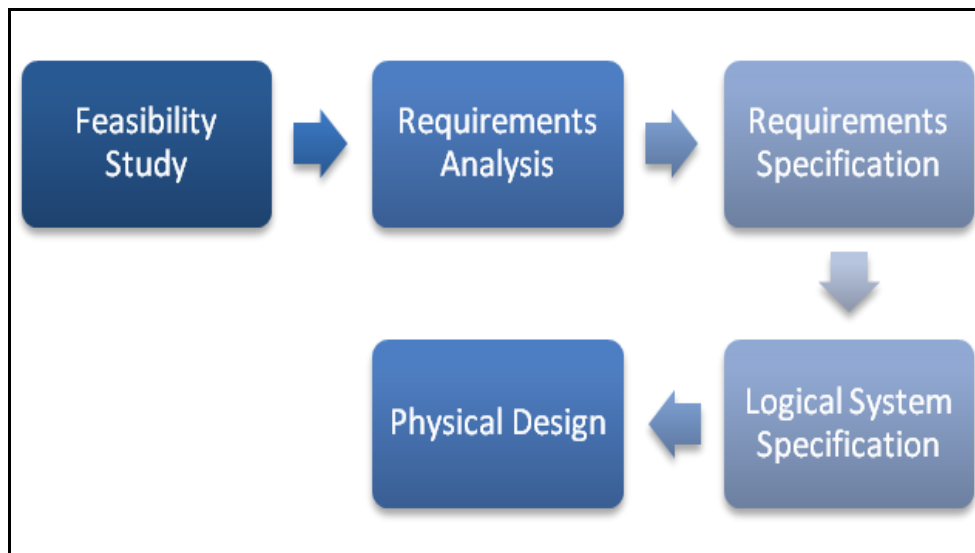 Feasibility
Study
Requirements
Analysis
Requirements
Specification
Logical System
Specification
Physical Design